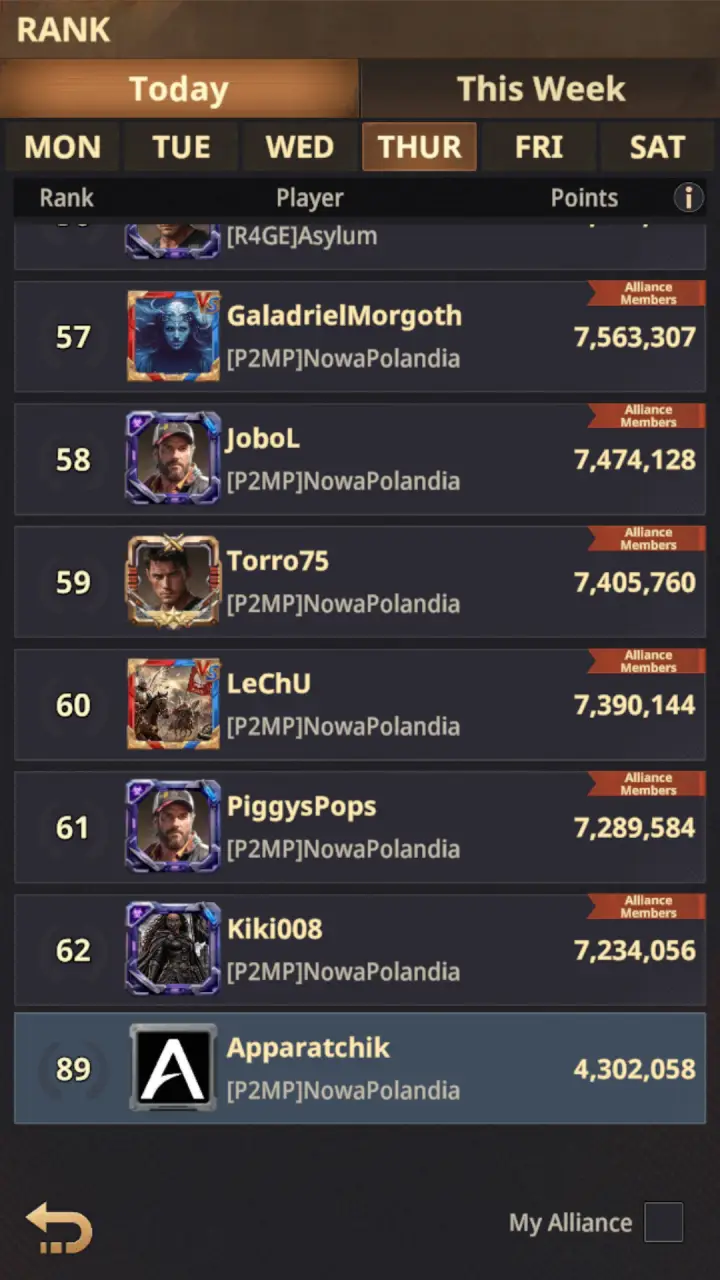 RANK
Today
This Week
MON
TUE
WED
THUR
FRI
SAT
Rank
Player
Points
[R4GE]Asylum
57
GaladrielMorgoth
[P2MP]NowaPolandia
Alliance
Members
7,563,307
58
JoboL
[P2MP]NowaPolandia
Alliance
Members
7,474,128
59
Torro75
[P2MP]NowaPolandia
Alliance
Members
7,405,760
60
LeChU
[P2MP]NowaPolandia
Alliance
Members
7,390,144
61
PiggysPops
[P2MP]NowaPolandia
Alliance
Members
7,289,584
62
Kiki008
[P2MP]NowaPolandia
Alliance
Members
7,234,056
89
Apparatchik
[P2MP]NowaPolandia
4,302,058
My Alliance